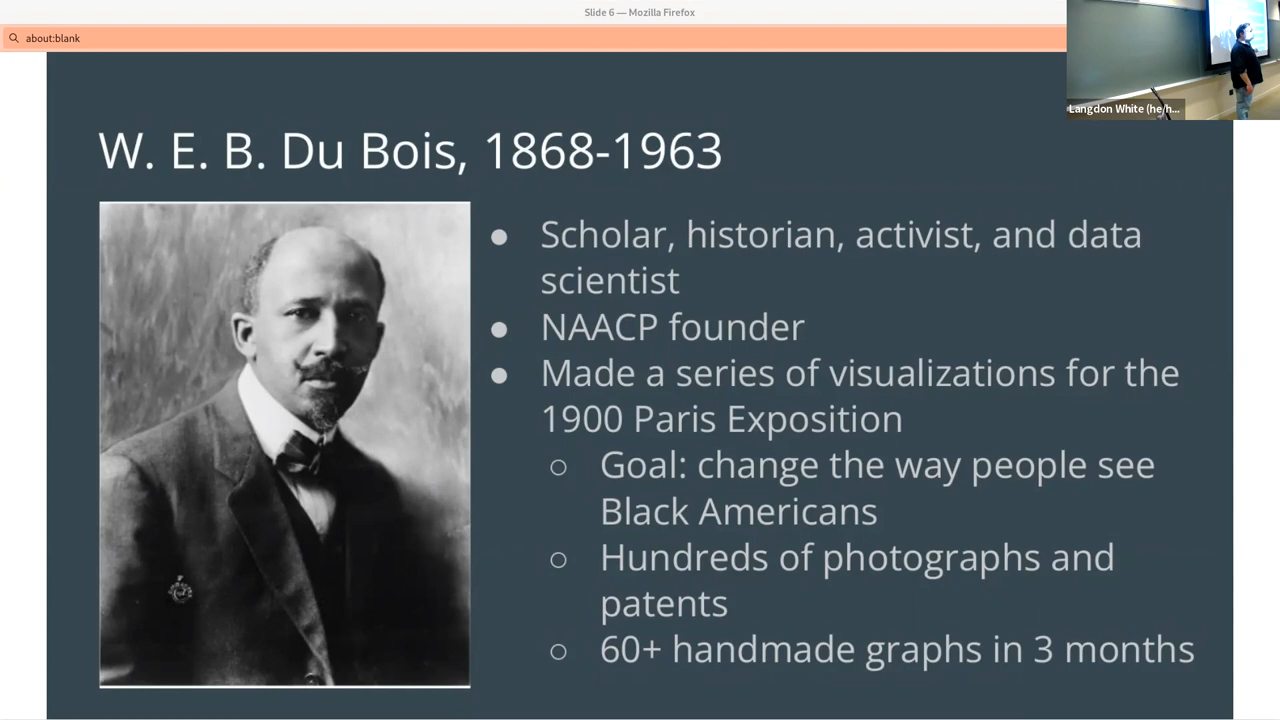 Slide 6 — Mozilla Firefox
about:blank
Langdon White (he/h...
W. E. B. Du Bois, 1868-1963
● Scholar, historian, activist, and data
scientist
● NAACP founder
● Made a series of visualizations for the
1900 Paris Exposition
○ Goal: change the way people see
Black Americans
○ Hundreds of photographs and
patents
○ 60+ handmade graphs in 3 months